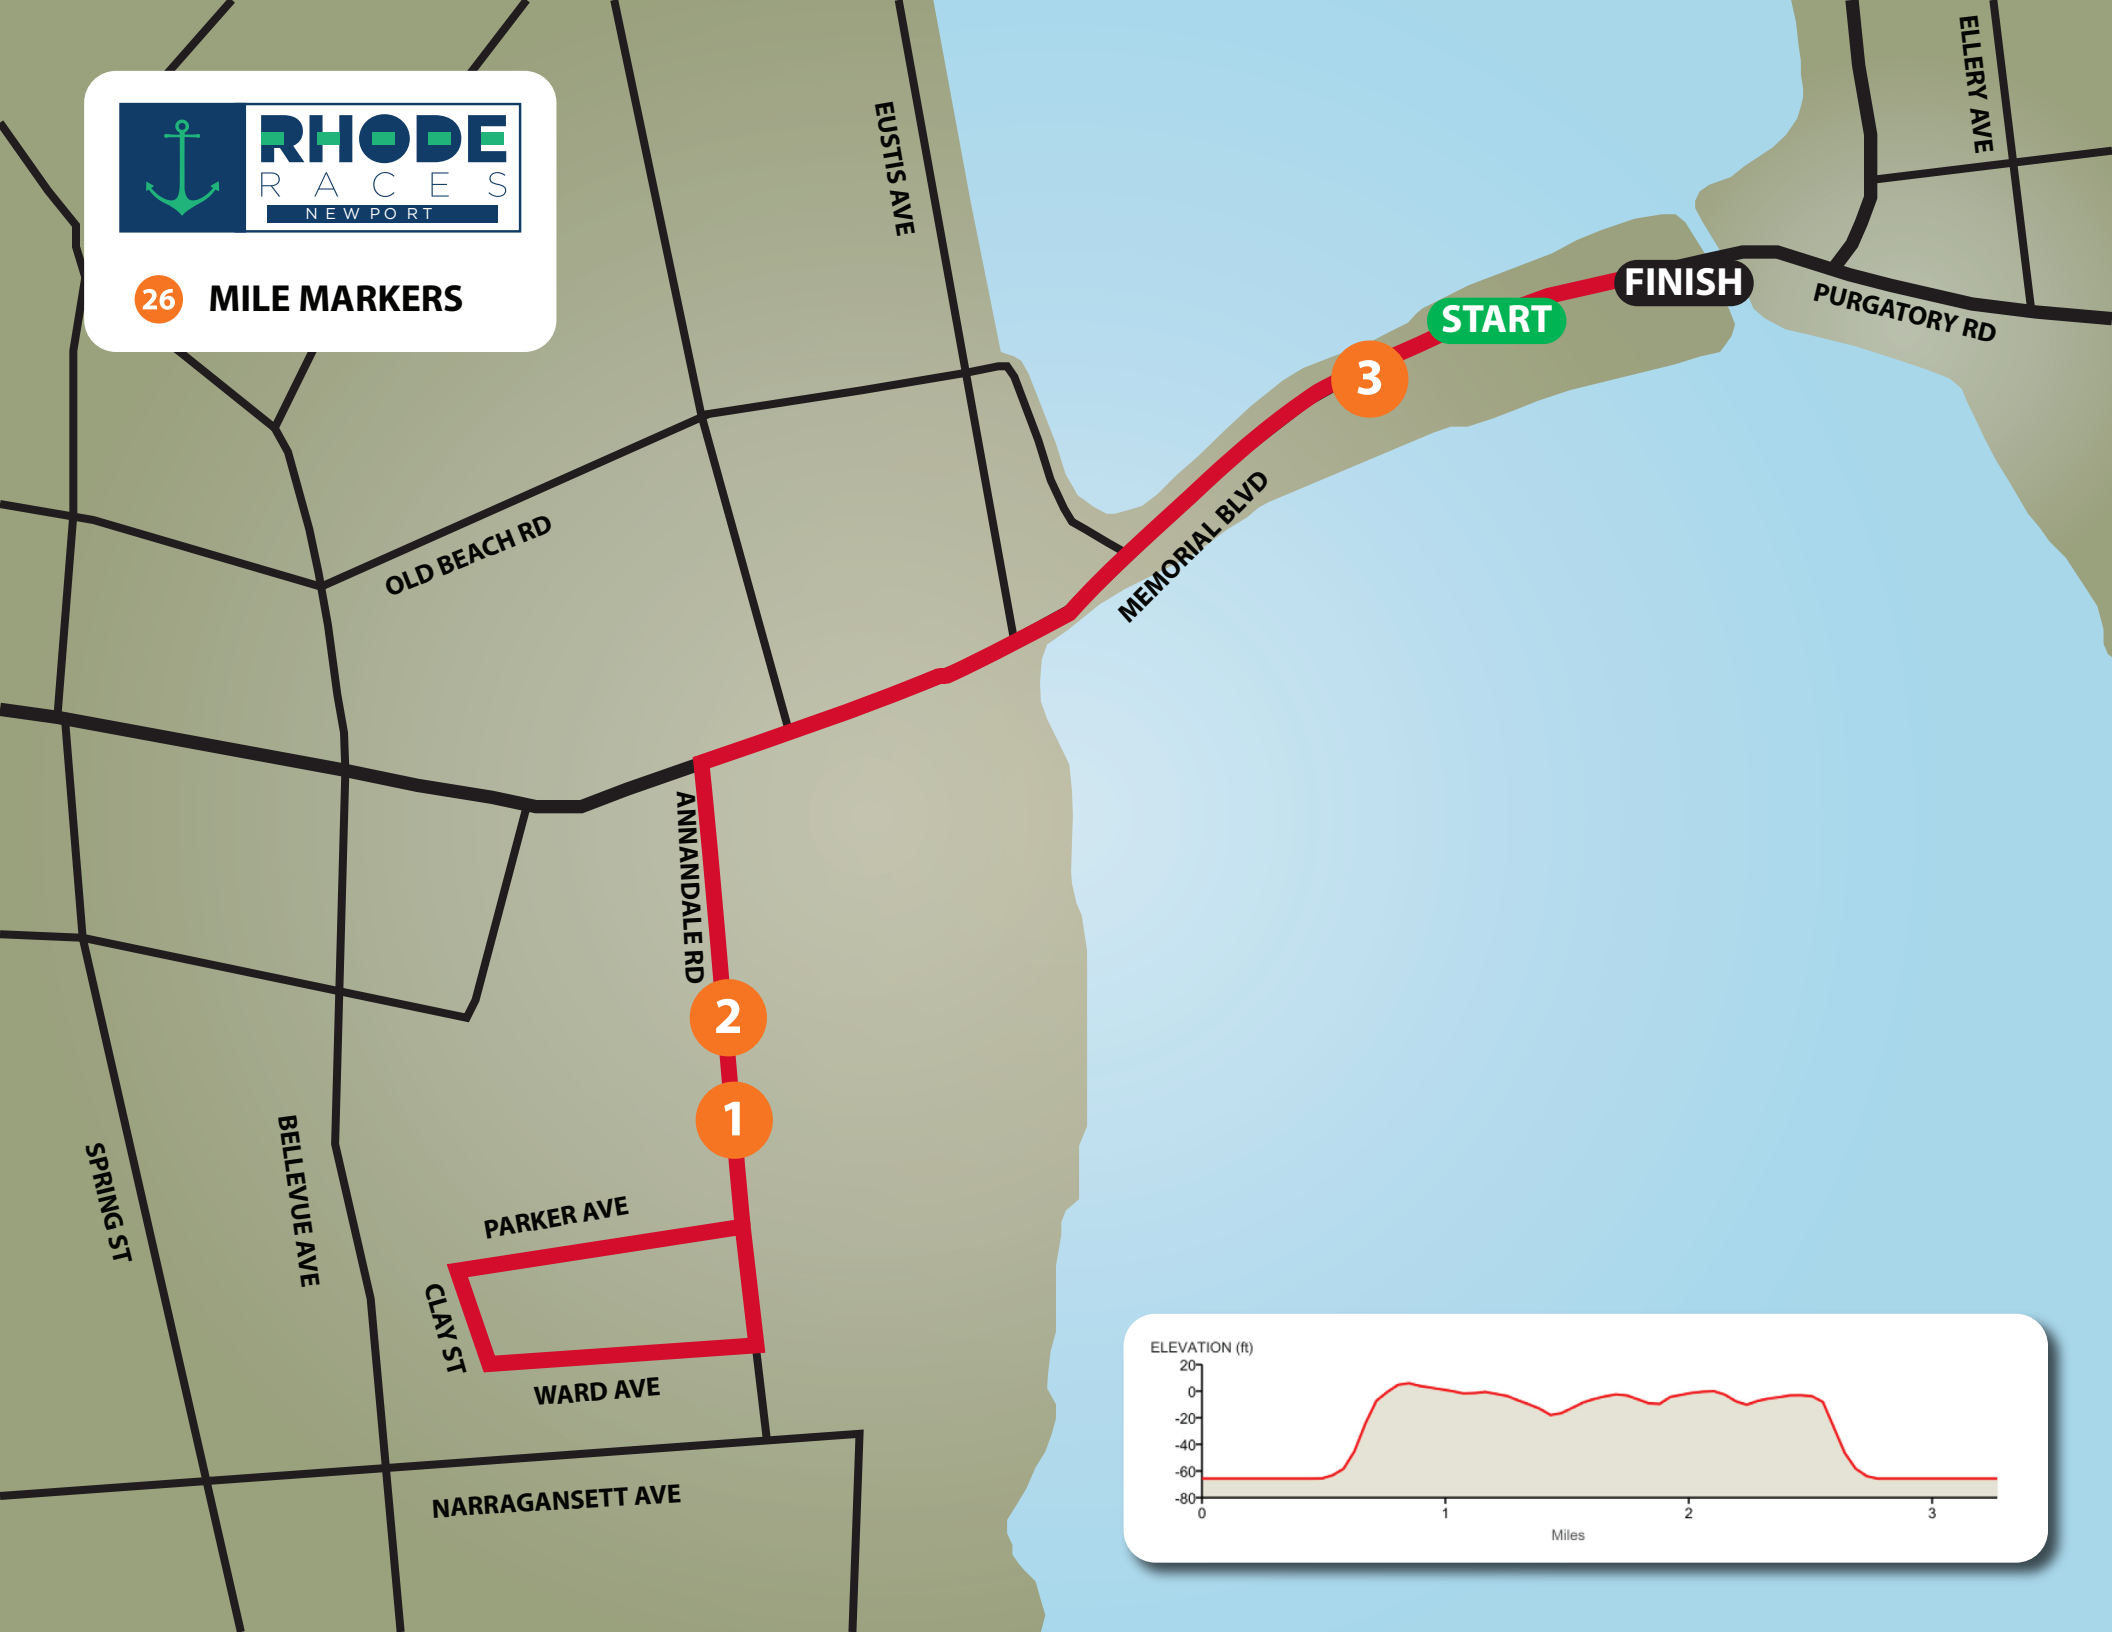 RHODE
RACES
NEWPORT
26 MILE MARKERS
EUSTIS AVE
ELLERY AVE
FINISH
START
PURGATORY RD
3
OLD BEACH RD
MEMORIAL BLVD
ANNANDALE RD
2
1
SPRING ST
BELLEVUE AVE
PARKER AVE
CLAY ST
WARD AVE
NARRAGANSETT AVE
ELEVATION (ft)
20
0
-20
-40
-60
-80
0 1 2 3
Miles